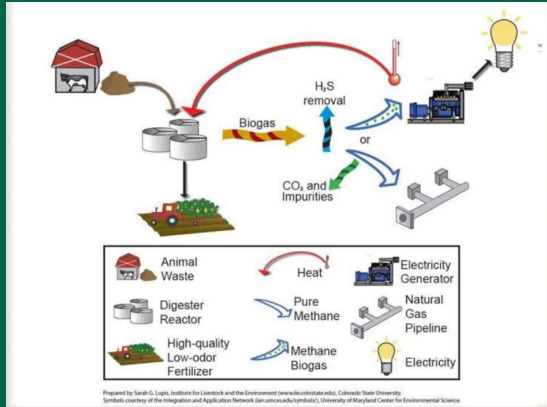 H₂S
removal
Biogas
or
CO₂ and
Impurities
Animal
Waste
Heat
Electricity
Generator
Digester
Reactor
Pure
Methane
Natural
Gas
Pipeline
High-quality
Low-odor
Fertilizer
Methane
Biogas
Electricity
Prepared by Sarah G. Lupis, Institute for Livestock and the Environment (www.ile.colostate.edu), Colorado State University.
Symbols courtesy of the Integration and Application Network (ian.umces.edu/symbols/), University of Maryland Center for Environmental Science.